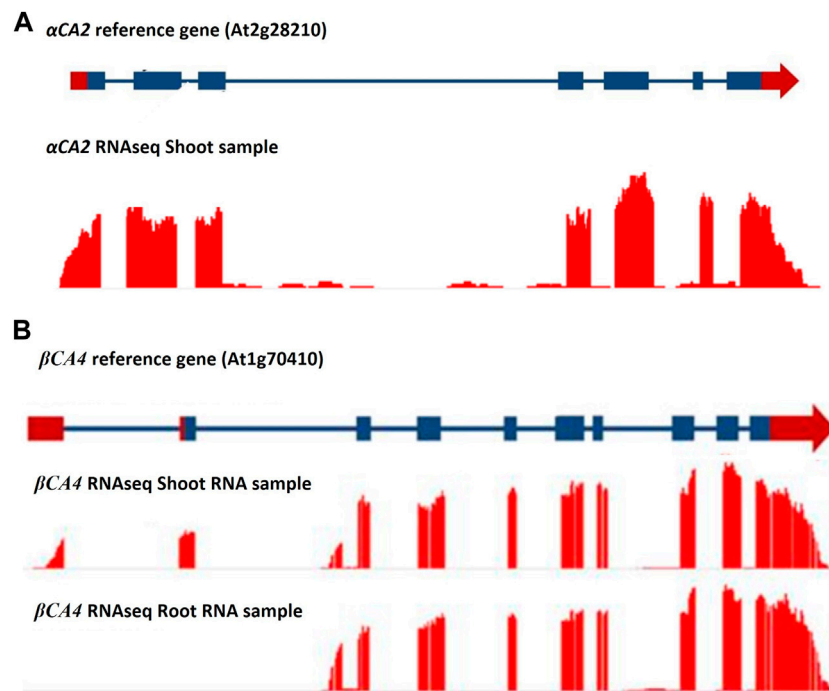 A
αCA2 reference gene (At2g28210)
αCA2 RNAseq Shoot sample
B
βCA4 reference gene (At1g70410)
βCA4 RNAseq Shoot RNA sample
βCA4 RNAseq Root RNA sample